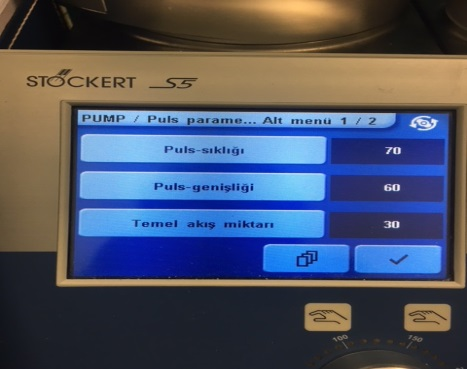 STÖCKERT S5
PUMP / Puls parame... Alt menü 1 / 2
Puls-sıklığı 70
Puls-genişliği 60
Temel akış miktarı 30
100 150